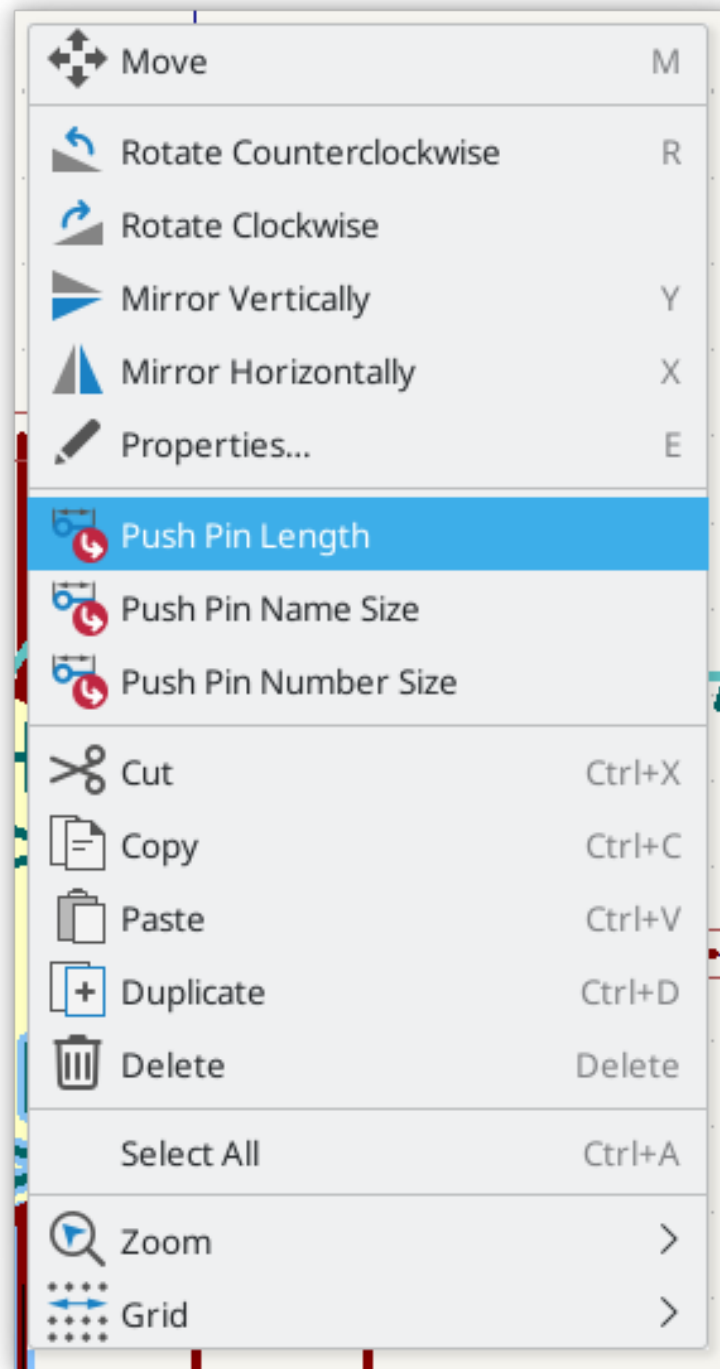 Move M
Rotate Counterclockwise R
Rotate Clockwise
Mirror Vertically Y
Mirror Horizontally X
Properties... E
Push Pin Length
Push Pin Name Size
Push Pin Number Size
Cut Ctrl+X
Copy Ctrl+C
Paste Ctrl+V
Duplicate Ctrl+D
Delete Delete
Select All Ctrl+A
Zoom
Grid